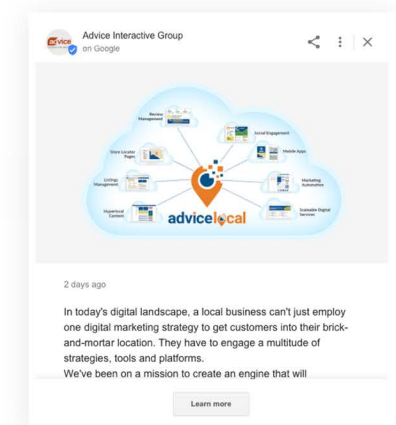 advice
Advice Interactive Group
on Google
Review
Management
Social Engagement
Store Locator
Pages
Mobile Apps
Listings
Management
Marketing
Automation
Hyperlocal
Content
Scaleable Digital
Services
advicelocal
2 days ago
In today's digital landscape, a local business can't just employ
one digital marketing strategy to get customers into their brick-
and-mortar location. They have to engage a multitude of
strategies, tools and platforms.
We've been on a mission to create an engine that will
Learn more